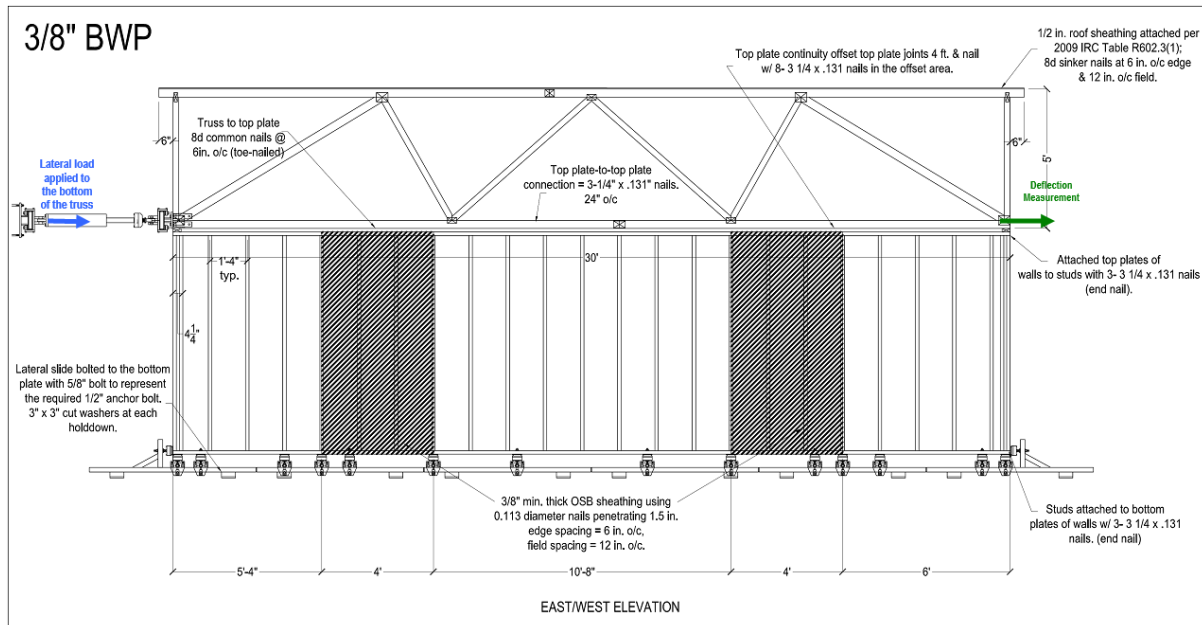 3/8" BWP
1/2 in. roof sheathing attached per
2009 IRC Table R602.3(1);
8d sinker nails at 6 in. o/c edge
& 12 in. o/c field.
Top plate continuity offset top plate joints 4 ft. & nail
w/ 8- 3 1/4 x .131 nails in the offset area.
Truss to top plate
8d common nails @
6in. o/c (toe-nailed)
6"
6"
5'
Lateral load
applied to
the bottom
of the truss
Top plate-to-top plate
connection = 3-1/4" x .131" nails.
24" o/c
Deflection
Measurement
1'-4"
typ.
30'
Attached top plates of
walls to studs with 3- 3 1/4 x .131 nails
(end nail).
4 1/4"
Lateral slide bolted to the bottom
plate with 5/8" bolt to represent
the required 1/2" anchor bolt.
3" x 3" cut washers at each
holddown.
3/8" min. thick OSB sheathing using
0.113 diameter nails penetrating 1.5 in.
edge spacing = 6 in. o/c,
field spacing = 12 in. o/c.
Studs attached to bottom
plates of walls w/ 3- 3 1/4 x .131
nails. (end nail)
5'-4"
4'
10'-8"
4'
6'
EAST/WEST ELEVATION